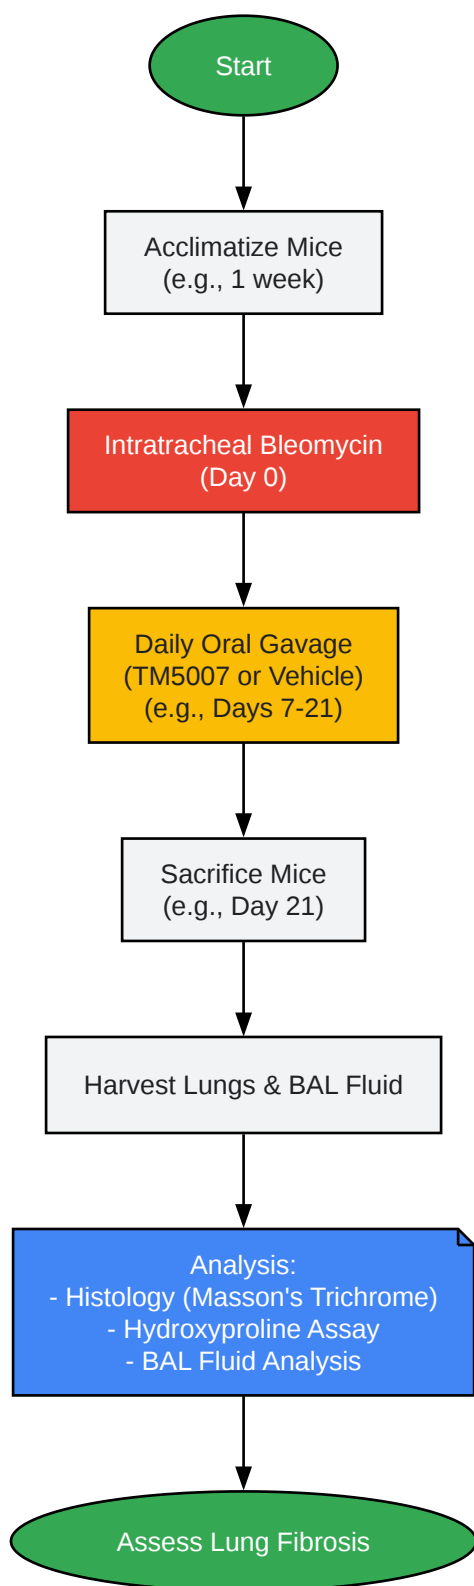 Start
Acclimatize Mice
(e.g., 1 week)
Intratracheal Bleomycin
(Day 0)
Daily Oral Gavage
(TM5007 or Vehicle)
(e.g., Days 7-21)
Sacrifice Mice
(e.g., Day 21)
Harvest Lungs & BAL Fluid
Analysis:
- Histology (Masson's Trichrome)
- Hydroxyproline Assay
- BAL Fluid Analysis
Assess Lung Fibrosis